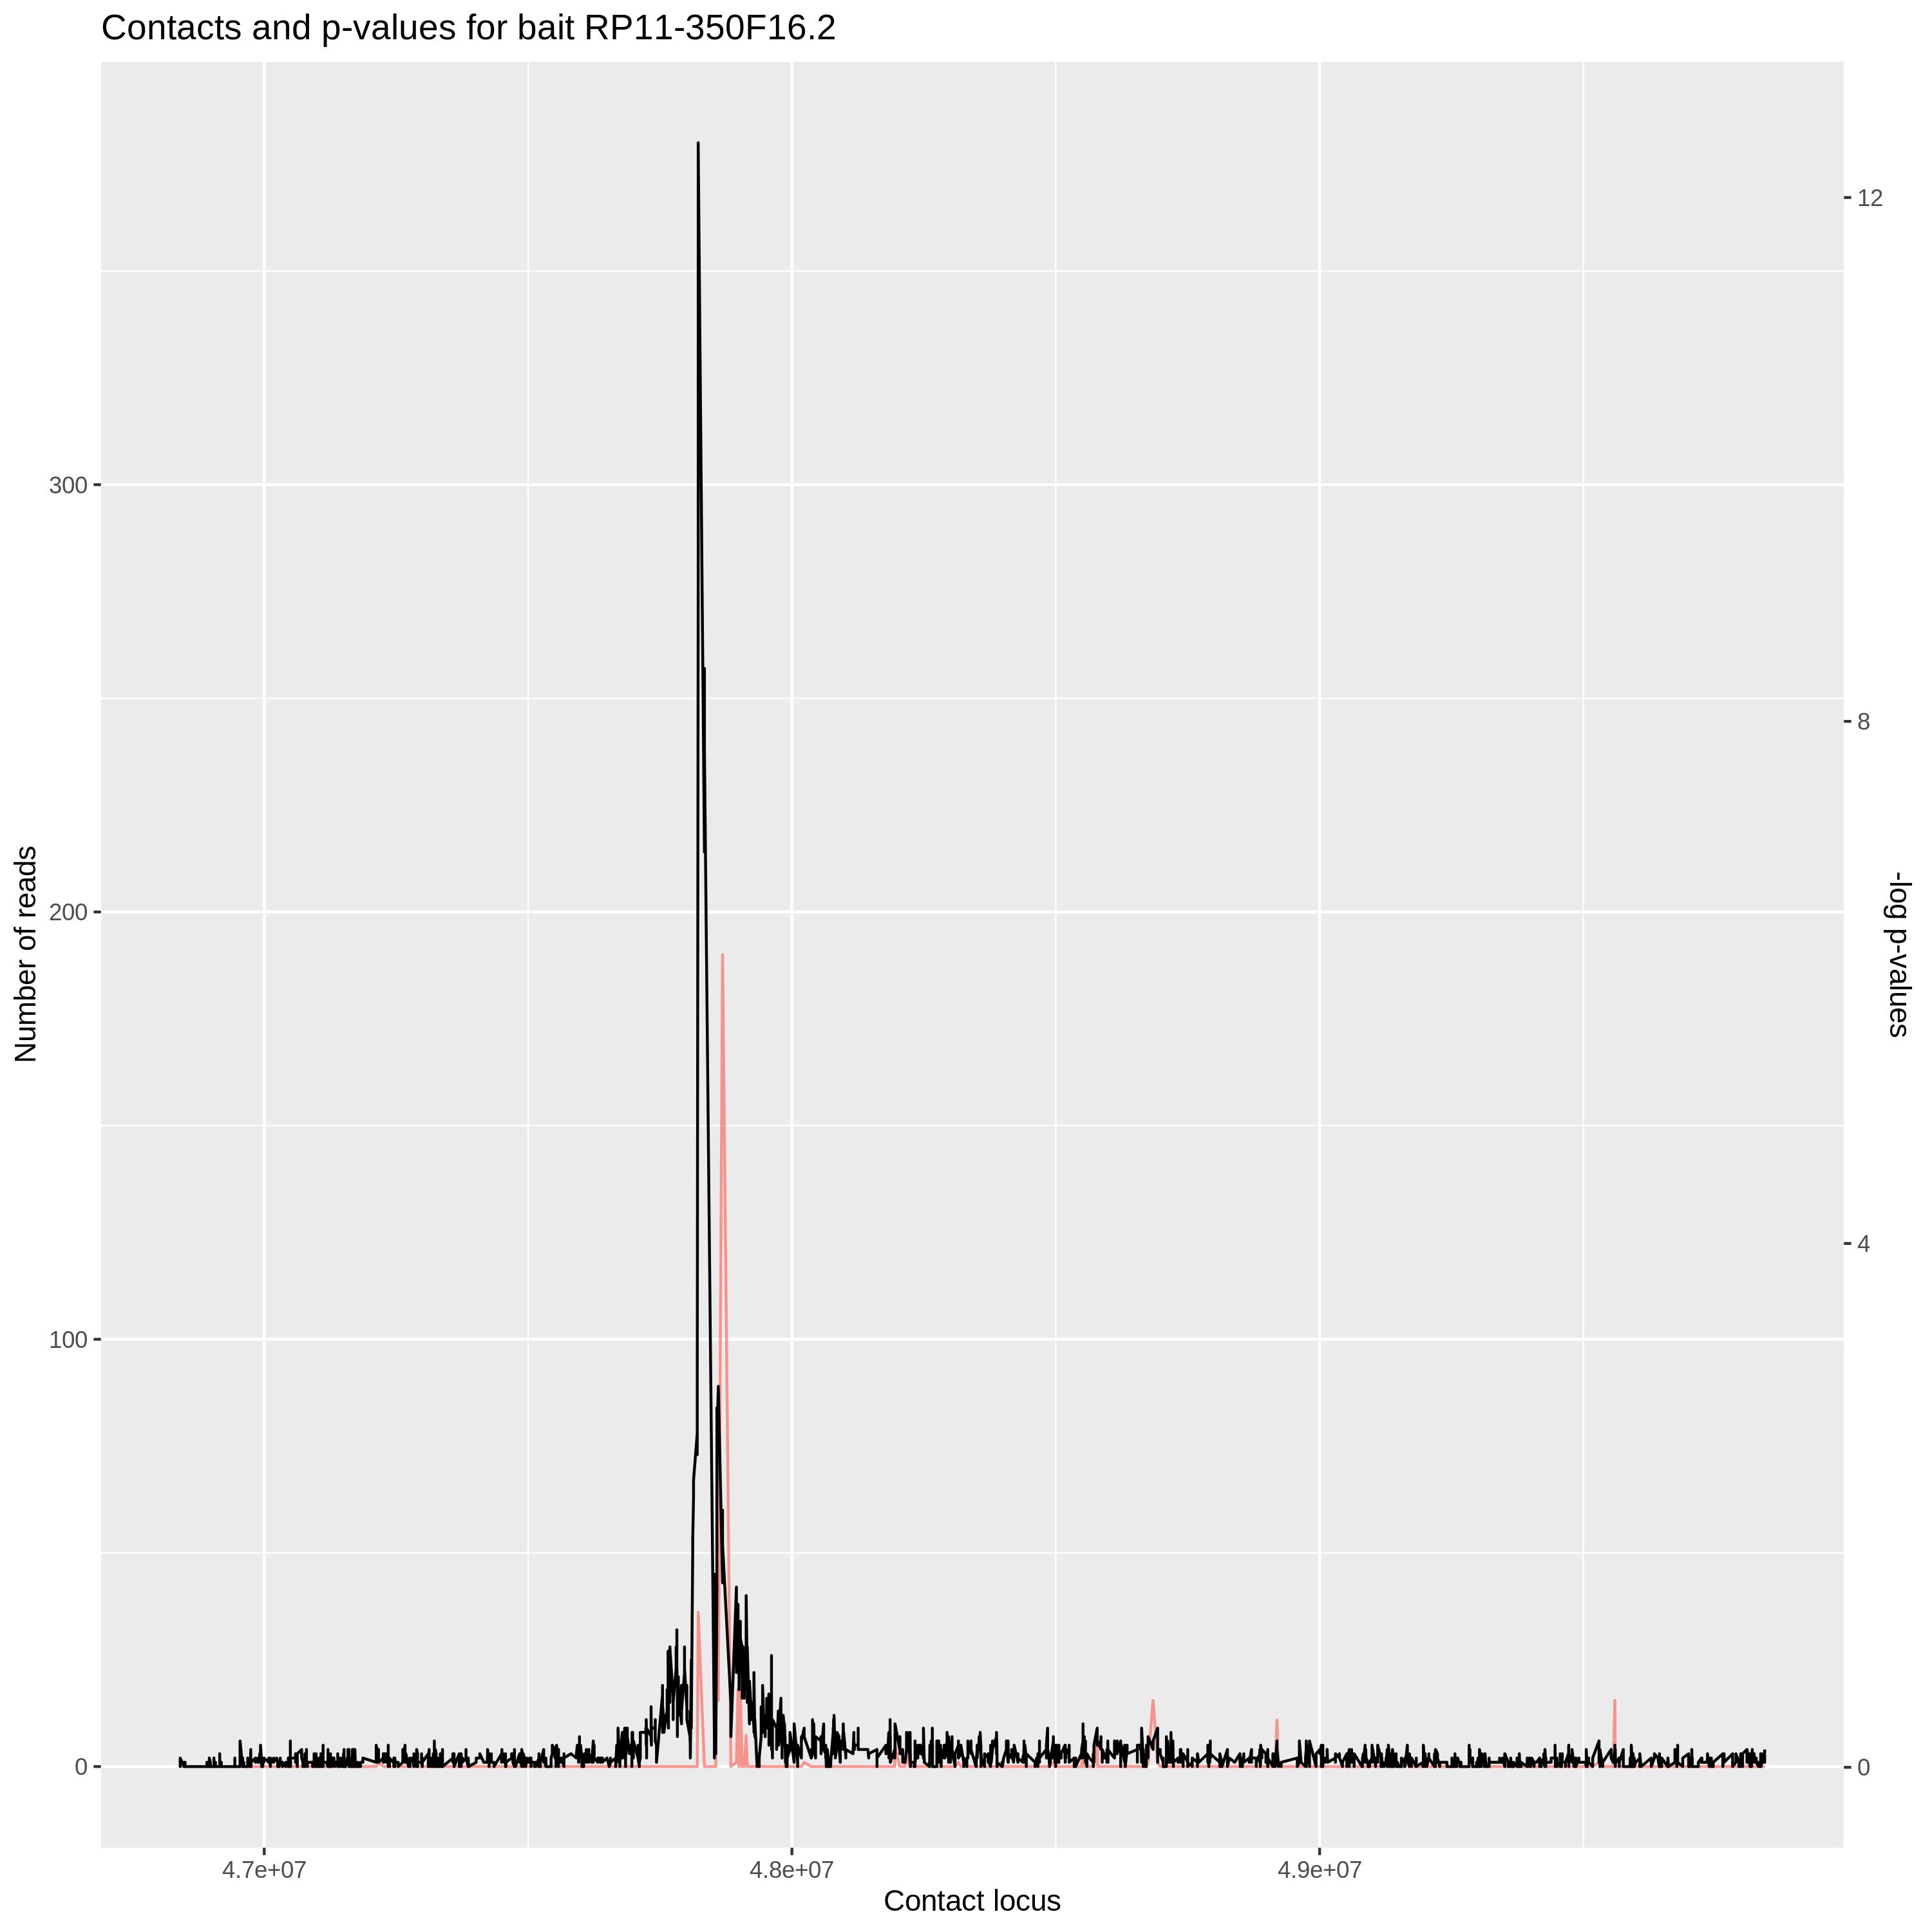 Contacts and p-values for bait RP11-350F16.2
Number of reads
300
200
100
0
12
8
4
0
-log p-values
4.7e+07
4.8e+07
4.9e+07
Contact locus